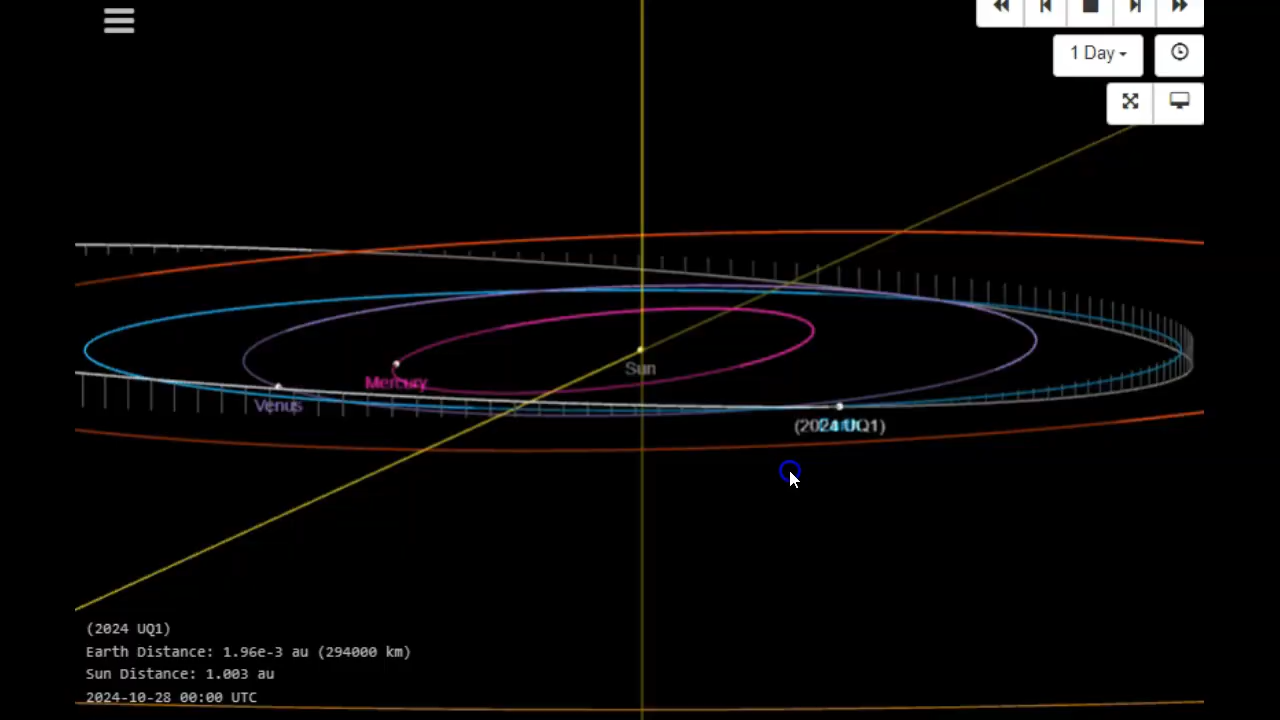 1 Day
Sun
Mercury
Venus
(2024 UQ1)
(2024 UQ1)
Earth Distance: 1.96e-3 au (294000 km)
Sun Distance: 1.003 au
2024-10-28 00:00 UTC